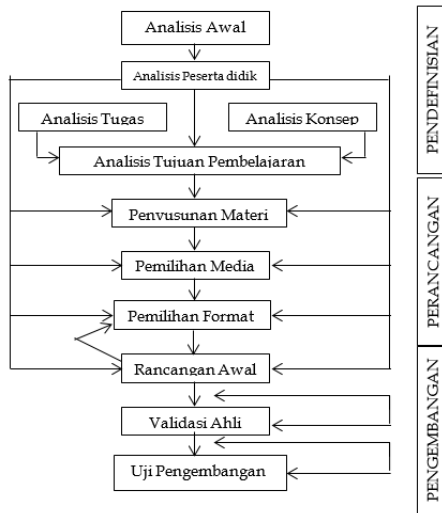 Analisis Awal
Analisis Peserta didik
Analisis Tugas
Analisis Konsep
Analisis Tujuan Pembelajaran
Penyusunan Materi
Pemilihan Media
Pemilihan Format
Rancangan Awal
Validasi Ahli
Uji Pengembangan
PENDEFINISIAN
PERANCANGAN
PENGEMBANGAN